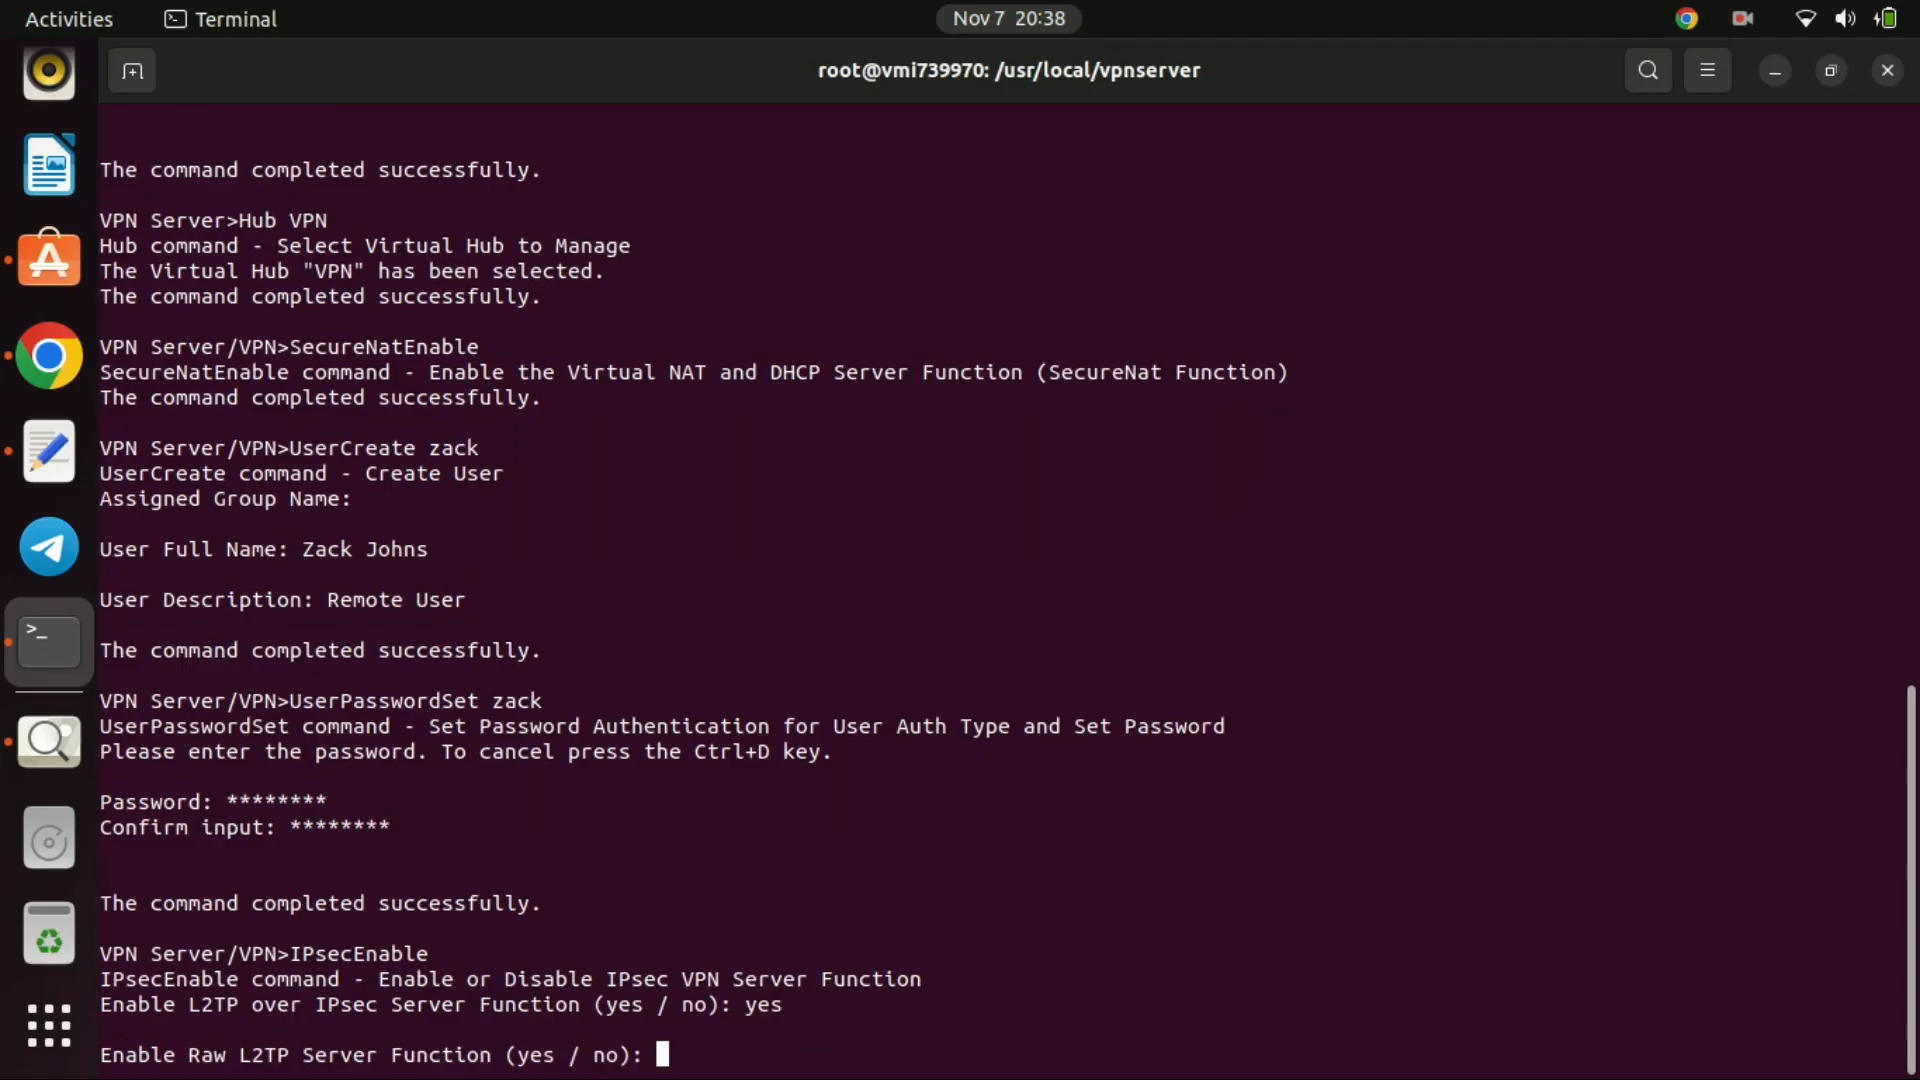 Activities
Terminal
Nov 7 20:38
root@vmi739970: /usr/local/vpnserver
The command completed successfully.
VPN Server>Hub VPN
Hub command - Select Virtual Hub to Manage
The Virtual Hub "VPN" has been selected.
The command completed successfully.
VPN Server/VPN>SecureNatEnable
SecureNatEnable command - Enable the Virtual NAT and DHCP Server Function (SecureNat Function)
The command completed successfully.
VPN Server/VPN>UserCreate zack
UserCreate command - Create User
Assigned Group Name:
User Full Name: Zack Johns
User Description: Remote User
The command completed successfully.
VPN Server/VPN>UserPasswordSet zack
UserPasswordSet command - Set Password Authentication for User Auth Type and Set Password
Please enter the password. To cancel press the Ctrl+D key.
Password: ********
Confirm input: ********
The command completed successfully.
VPN Server/VPN>IPsecEnable
IPsecEnable command - Enable or Disable IPsec VPN Server Function
Enable L2TP over IPsec Server Function (yes / no): yes
Enable Raw L2TP Server Function (yes / no):